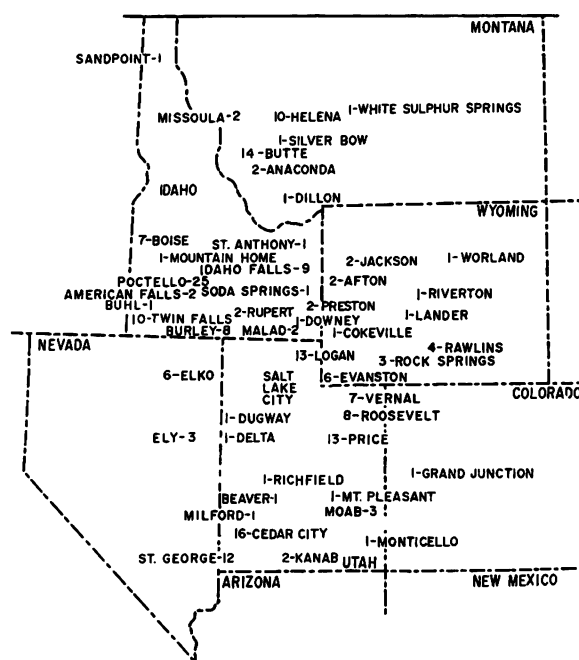 MONTANA
SANDPOINT-1
1-WHITE SULPHUR SPRINGS
MISSOULA-2
10-HELENA
1-SILVER BOW
14-BUTTE
2-ANACONDA
IDAHO
1-DILLON
WYOMING
7-BOISE
ST. ANTHONY-1
1-MOUNTAIN HOME
2-JACKSON
1-WORLAND
IDAHO FALLS-9
POCTELLO-25
2-AFTON
AMERICAN FALLS-2
SODA SPRINGS-1
1-RIVERTON
BUHL-1
2-RUPERT
2-PRESTON
10-TWIN FALLS
1-DOWNEY
1-LANDER
BURLEY-8
MALAD-2
1-COKEVILLE
NEVADA
13-LOGAN
4-RAWLINS
3-ROCK SPRINGS
6-ELKO
SALT
LAKE
CITY
6-EVANSTON
COLORADO
7-VERNAL
1-DUGWAY
8-ROOSEVELT
ELY-3
1-DELTA
13-PRICE
1-RICHFIELD
1-GRAND JUNCTION
BEAVER-1
1-MT. PLEASANT
MILFORD-1
MOAB-3
16-CEDAR CITY
1-MONTICELLO
ST. GEORGE-12
2-KANAB
UTAH
ARIZONA
NEW MEXICO